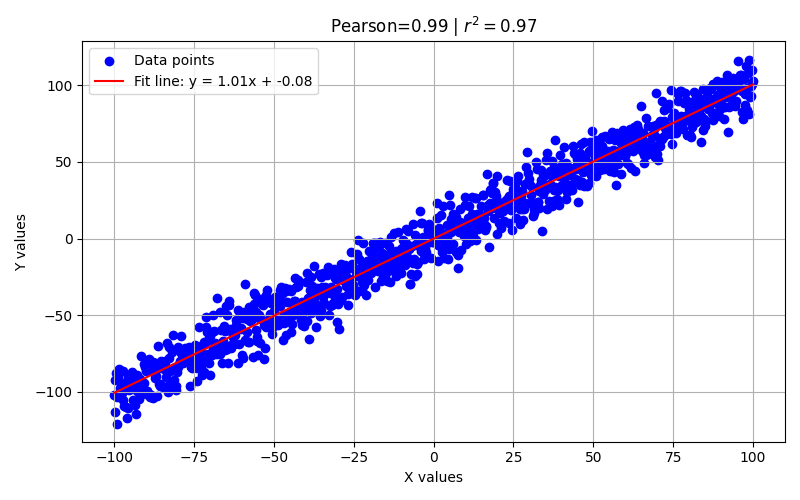 Pearson=0.99 | r² = 0.97
Data points
Fit line: y = 1.01x + -0.08
100
50
0
−50
−100
Y values
−100
−75
−50
−25
0
25
50
75
100
X values